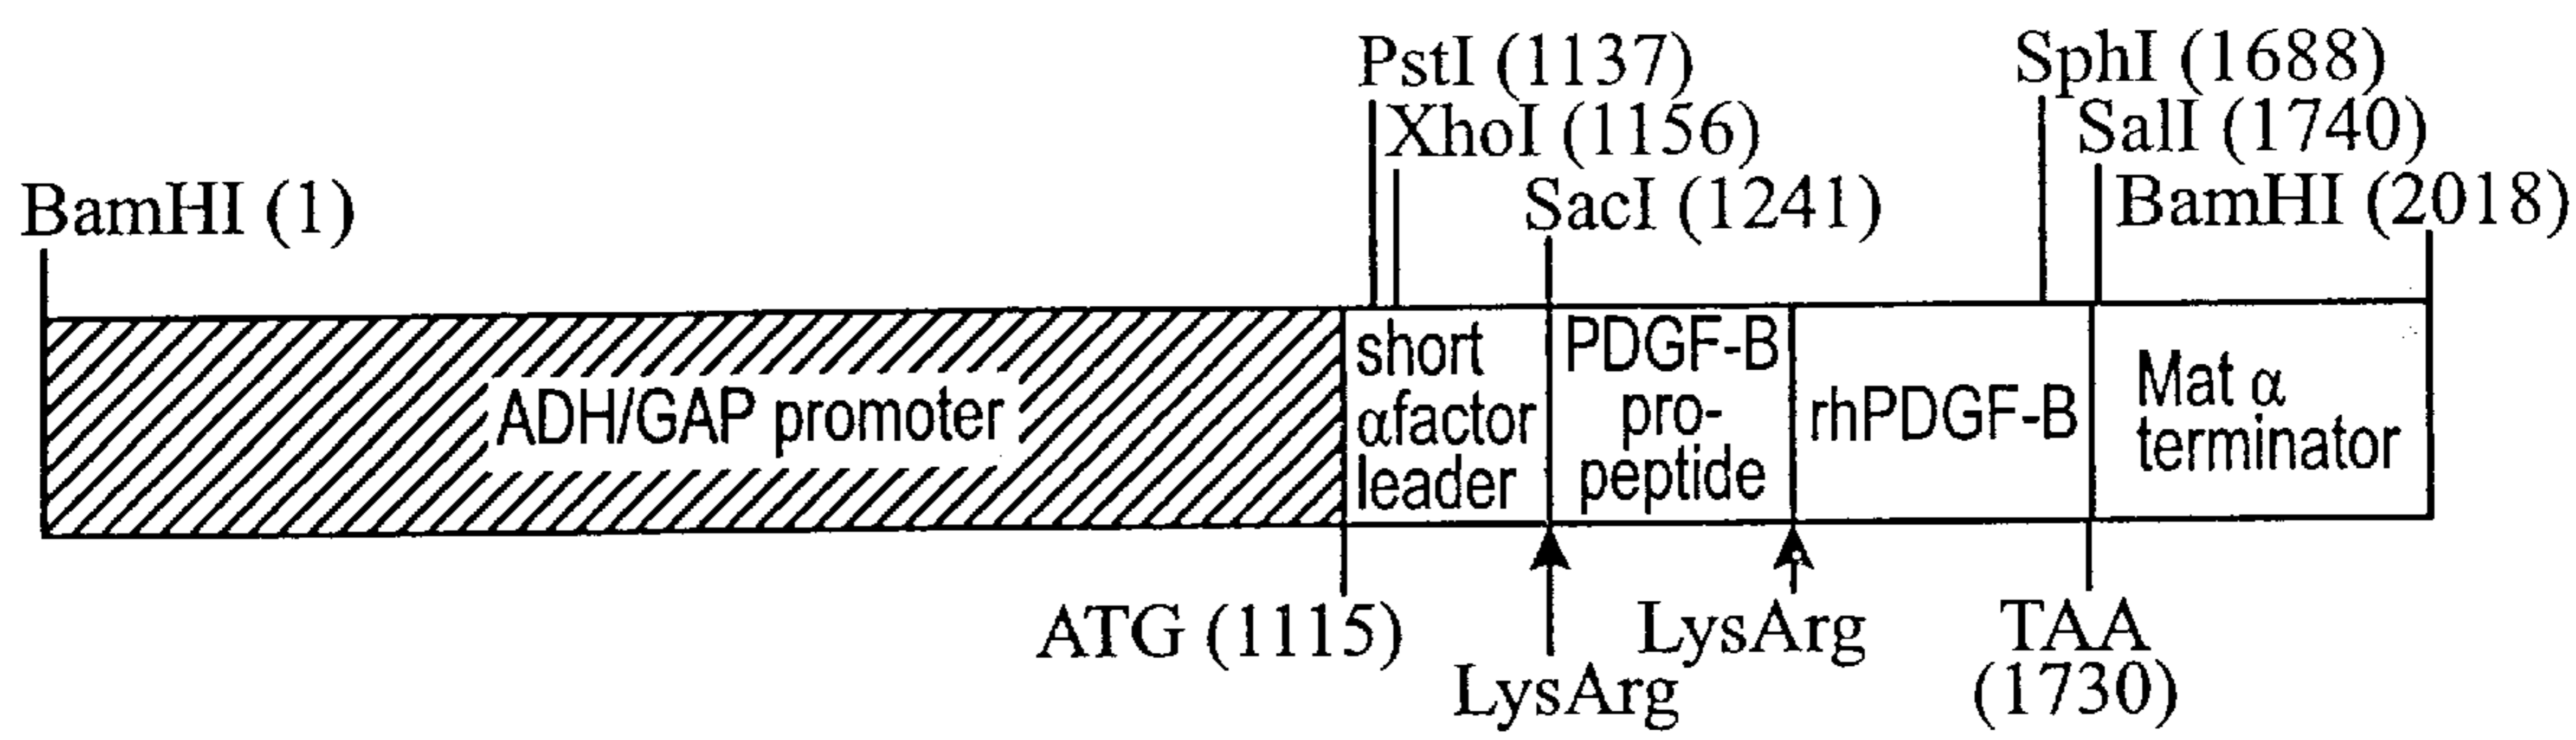 PstI (1137)
XhoI (1156)
SacI (1241)
SphI (1688)
SalI (1740)
BamHI (2018)
BamHI (1)
ADH/GAP promoter
short
αfactor
leader
PDGF-B
pro-
peptide
rhPDGF-B
Mat α
terminator
ATG (1115)
LysArg
LysArg
TAA
(1730)